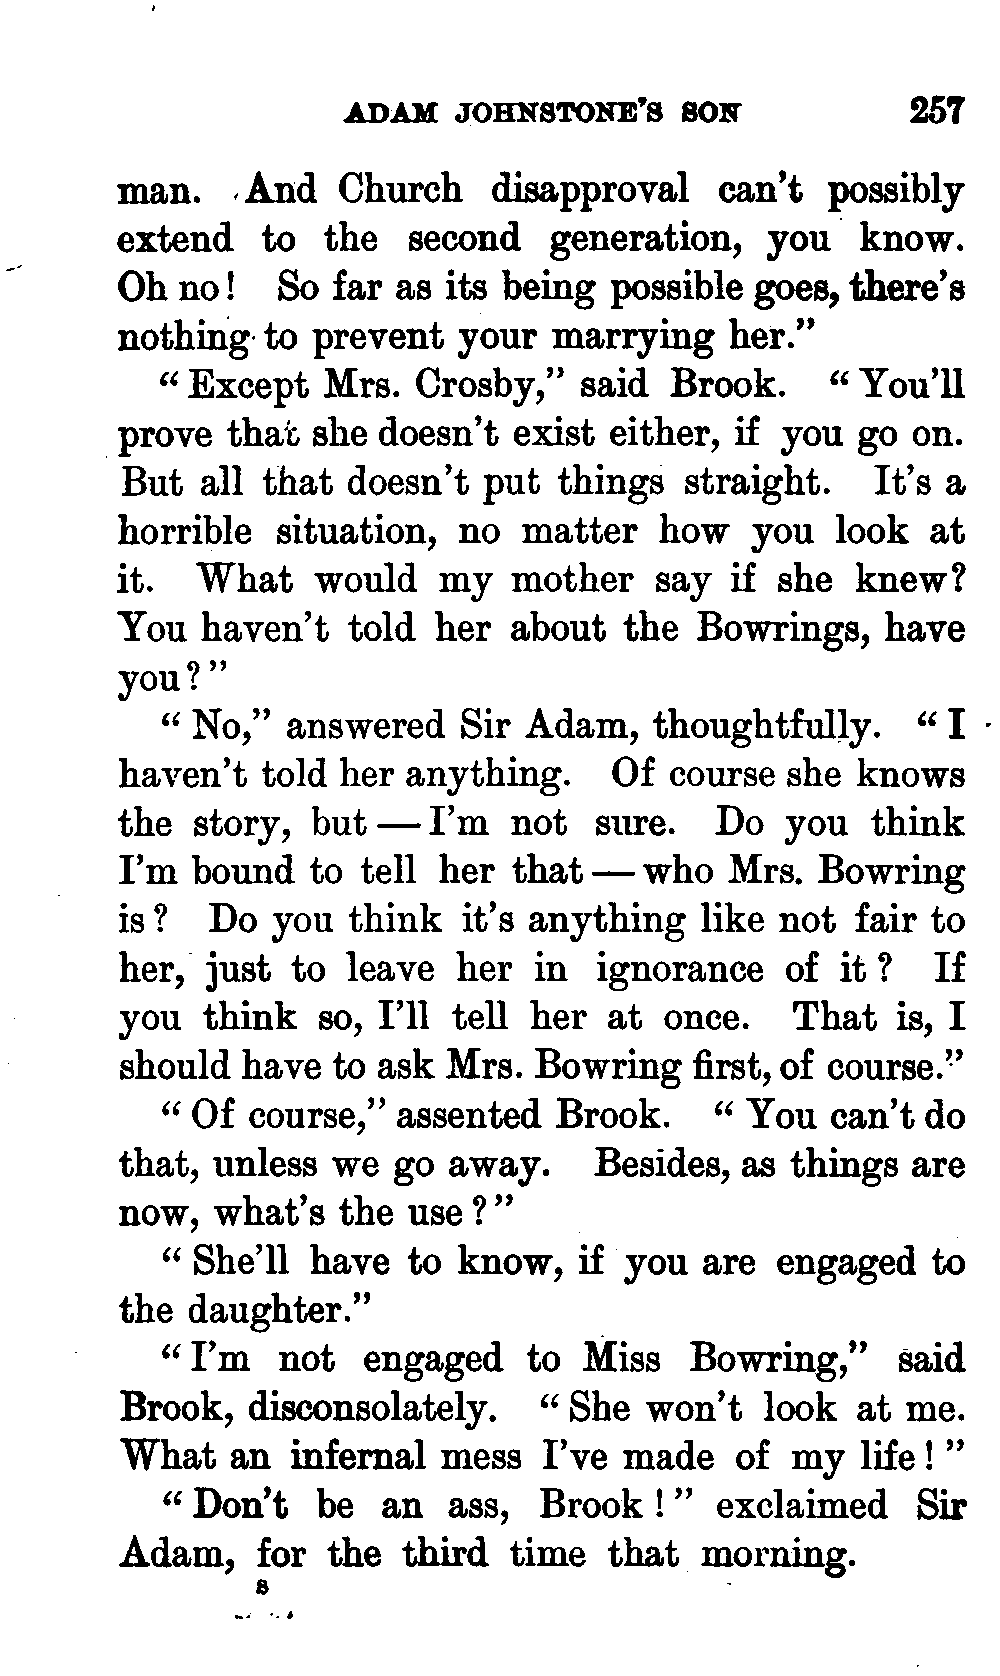 ADAM JOHNSTONE'S SON 257
man. And Church disapproval can't possibly
extend to the second generation, you know.
Oh no! So far as its being possible goes, there's
nothing to prevent your marrying her."
"Except Mrs. Crosby," said Brook. "You'll
prove that she doesn't exist either, if you go on.
But all that doesn't put things straight. It's a
horrible situation, no matter how you look at
it. What would my mother say if she knew?
You haven't told her about the Bowrings, have
you?"
"No," answered Sir Adam, thoughtfully. "I
haven't told her anything. Of course she knows
the story, but — I'm not sure. Do you think
I'm bound to tell her that — who Mrs. Bowring
is? Do you think it's anything like not fair to
her, just to leave her in ignorance of it? If
you think so, I'll tell her at once. That is, I
should have to ask Mrs. Bowring first, of course."
"Of course," assented Brook. "You can't do
that, unless we go away. Besides, as things are
now, what's the use?"
"She'll have to know, if you are engaged to
the daughter."
"I'm not engaged to Miss Bowring," said
Brook, disconsolately. "She won't look at me.
What an infernal mess I've made of my life!"
"Don't be an ass, Brook!" exclaimed Sir
Adam, for the third time that morning.
S